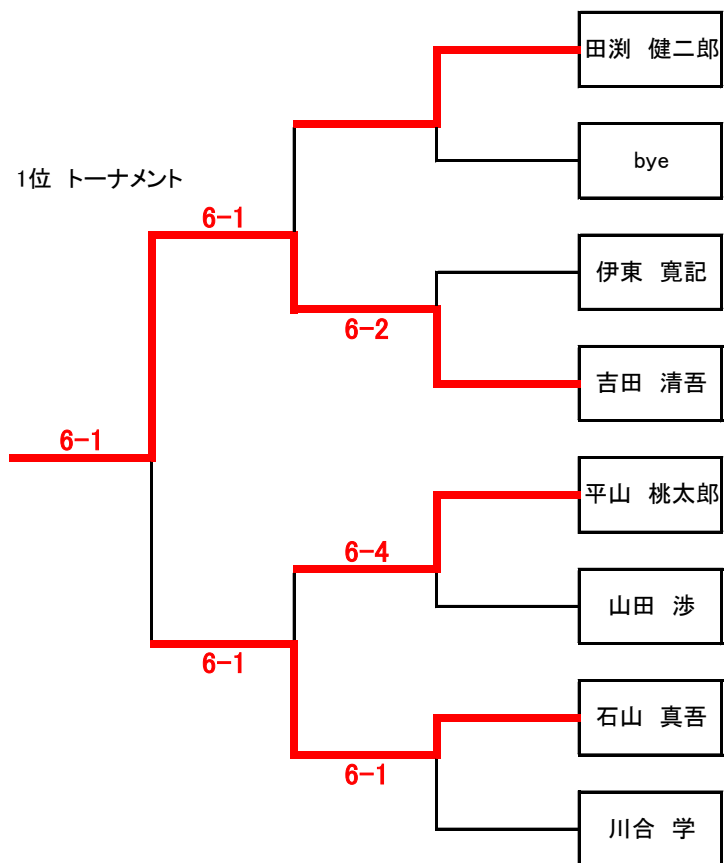 田渕　健二郎
bye
1位　トーナメント
6-1
伊東　寛記
6-2
吉田　清吾
6-1
平山　桃太郎
6-4
山田　渉
6-1
石山　真吾
6-1
川合　学